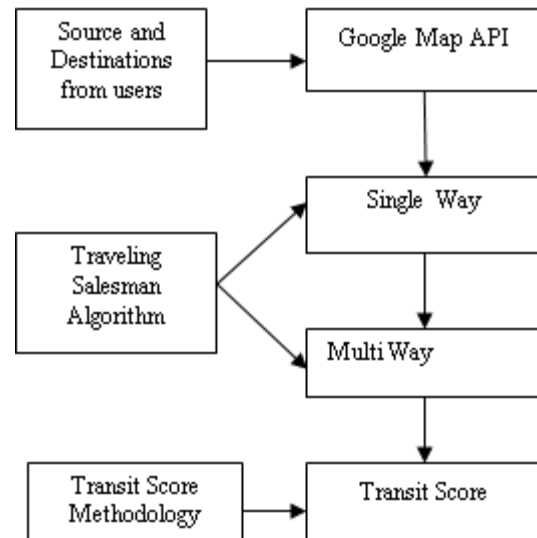 Source and
Destinations
from users
Google Map API
Single Way
Traveling
Salesman
Algorithm
Multi Way
Transit Score
Methodology
Transit Score